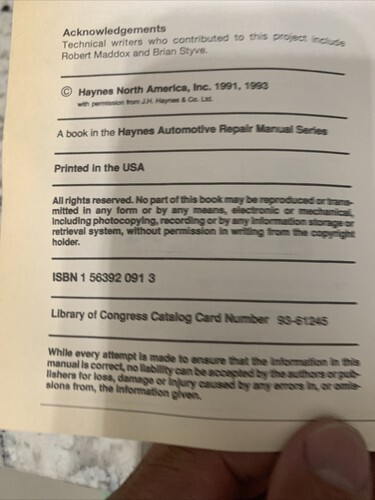 Acknowledgements
Technical writers who contributed to this project include
Robert Maddox and Brian Styve.
© Haynes North America, Inc. 1991, 1993
with permission from J.H. Haynes & Co. Ltd.
A book in the Haynes Automotive Repair Manual Series
Printed in the USA
All rights reserved. No part of this book may be reproduced or trans-
mitted in any form or by any means, electronic or mechanical,
including photocopying, recording or by any information storage or
retrieval system, without permission in writing from the copyright
holder.
ISBN 1 56392 091 3
Library of Congress Catalog Card Number 93-61245
While every attempt is made to ensure that the information in this
manual is correct, no liability can be accepted by the authors or pub-
lishers for loss, damage or injury caused by any errors in, or omis-
sions from, the information given.